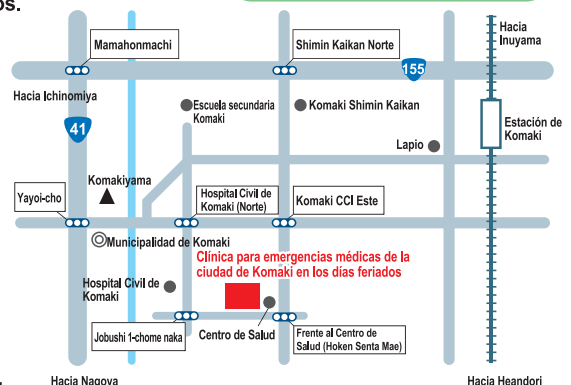 os.
Hacia
Inuyama
Mamahonmachi
Shimin Kaikan Norte
155
Hacia Ichinomiya
41
Escuela secundaria
Komaki
Komaki Shimin Kaikan
Estación de
Komaki
Lapio
Komakiyama
Yayoi-cho
Hospital Civil de
Komaki (Norte)
Komaki CCI Este
Municipalidad de Komaki
Clínica para emergencias médicas de la
ciudad de Komaki en los días feriados
Hospital Civil de
Komaki
Jobushi 1-chome naka
Centro de Salud
Frente al Centro de
Salud (Hoken Senta Mae)
Hacia Nagoya
Hacia Heandori